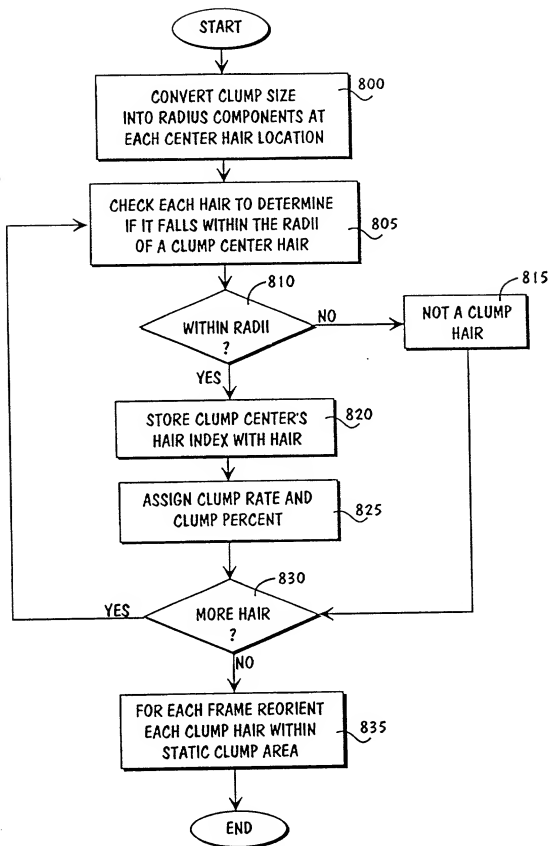 START
CONVERT CLUMP SIZE
INTO RADIUS COMPONENTS AT
EACH CENTER HAIR LOCATION
800
CHECK EACH HAIR TO DETERMINE
IF IT FALLS WITHIN THE RADII
OF A CLUMP CENTER HAIR
805
810
WITHIN RADII
?
NO
815
NOT A CLUMP
HAIR
YES
STORE CLUMP CENTER'S
HAIR INDEX WITH HAIR
820
ASSIGN CLUMP RATE AND
CLUMP PERCENT
825
830
MORE HAIR
?
YES
NO
FOR EACH FRAME REORIENT
EACH CLUMP HAIR WITHIN
STATIC CLUMP AREA
835
END